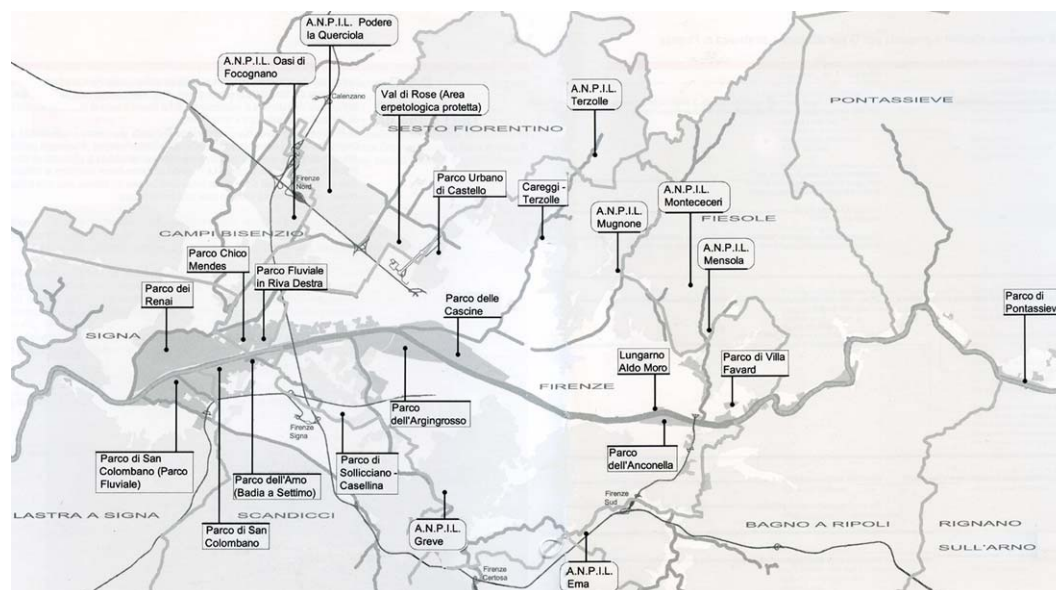 A.N.P.I.L. Podere
la Querciola
A.N.P.I.L. Oasi di
Focognano
Calenzano
Val di Rose (Area
erpetologica protetta)
SESTO FIORENTINO
A.N.P.I.L.
Terzolle
PONTASSIEVE
Firenze
Nord
Parco Urbano
di Castello
Careggi -
Terzolle
A.N.P.I.L.
Montececeri
A.N.P.I.L.
Mugnone
FIESOLE
CAMPI BISENZIO
A.N.P.I.L.
Mensola
Parco Chico
Mendes
Parco Fluviale
in Riva Destra
Parco dei
Renai
Parco delle
Cascine
Parco di
Pontassiev
SIGNA
Lungarno
Aldo Moro
Parco di Villa
Favard
FIRENZE
Parco
dell'Argingrosso
Firenze
Signa
Parco di San
Colombano (Parco
Fluviale)
Parco dell'Arno
(Badia a Settimo)
Parco di
Sollicciano -
Casellina
Parco
dell'Anconella
Firenze
Sud
LASTRA A SIGNA
Parco di San
Colombano
SCANDICCI
A.N.P.I.L.
Greve
BAGNO A RIPOLI
RIGNANO
SULL'ARNO
Firenze
Certosa
A.N.P.I.L.
Ema